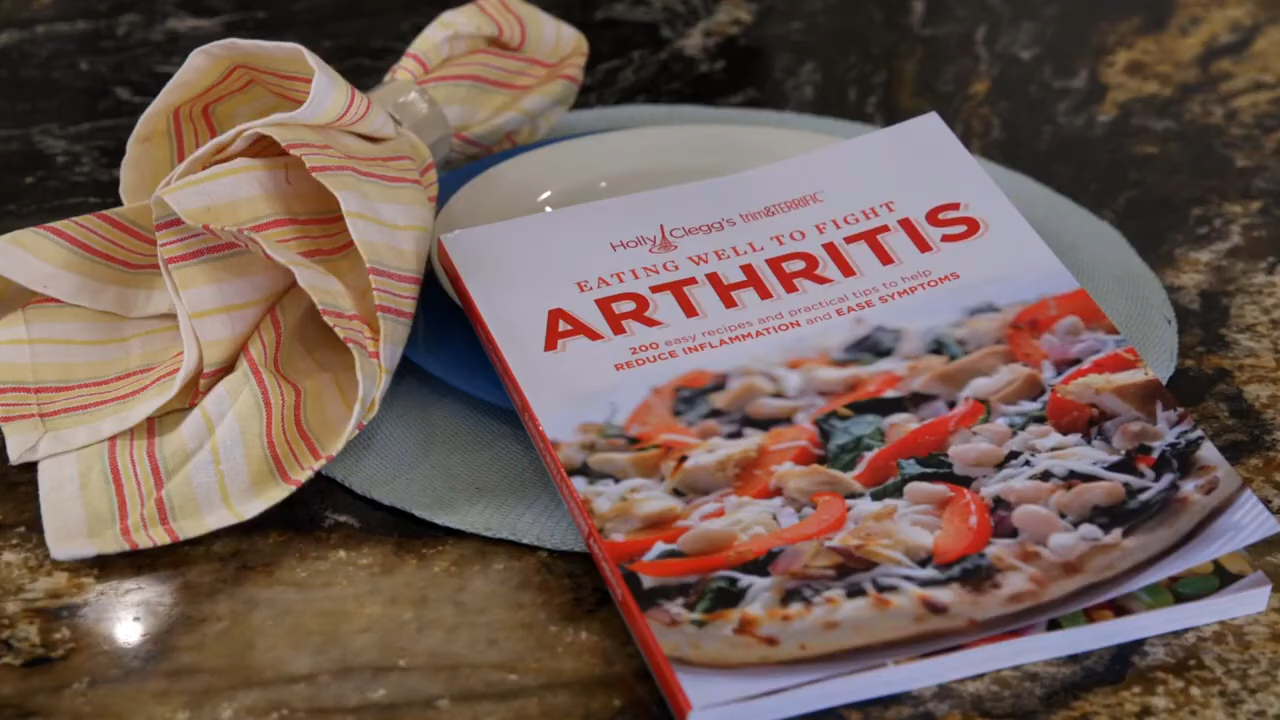 Holly Clegg's trim&TERRIFIC™
EATING WELL TO FIGHT
ARTHRITIS
200 easy recipes and practical tips to help
REDUCE INFLAMMATION and EASE SYMPTOMS